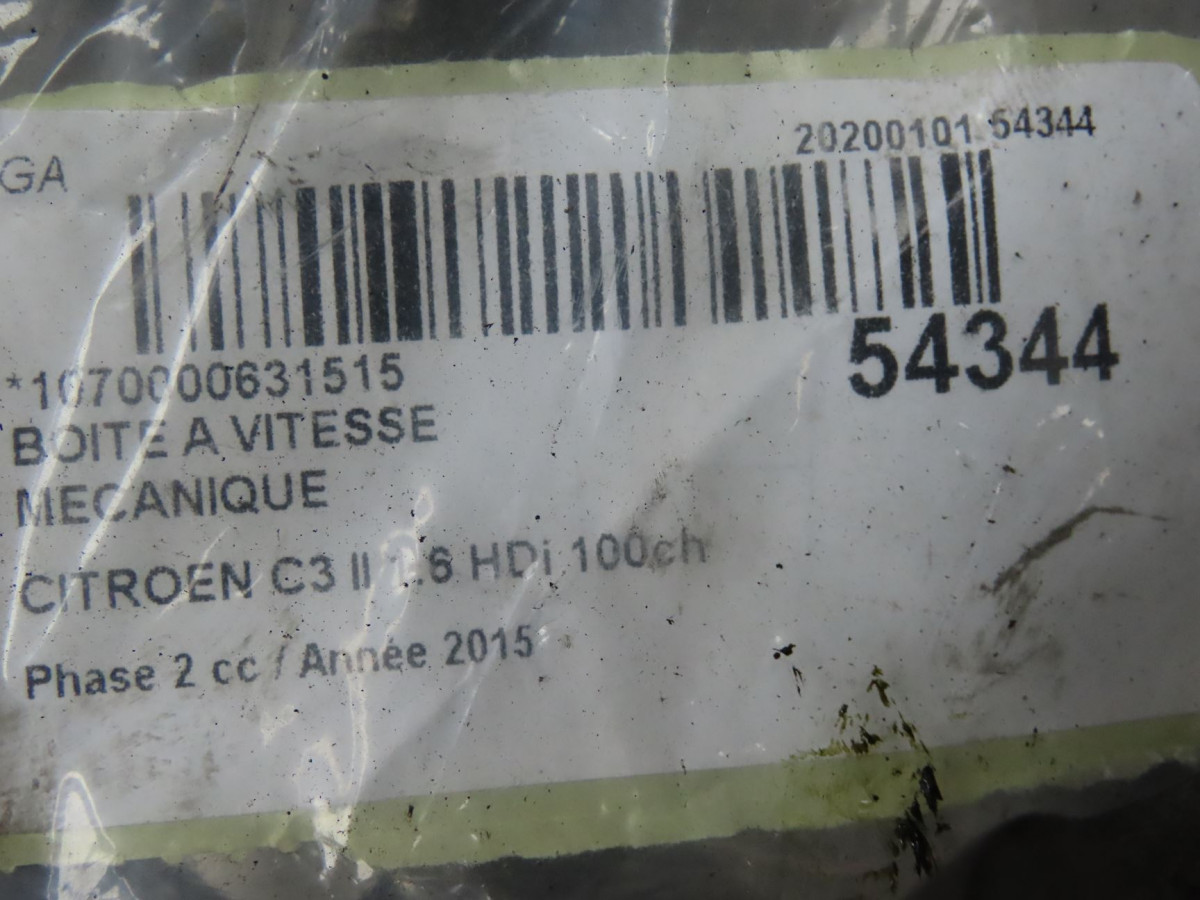 GA
20200101 54344
54344
*1070000631515
BOITE A VITESSE
MECANIQUE
CITROEN C3 II 1.6 HDi 100ch
Phase 2 cc / Année 2015